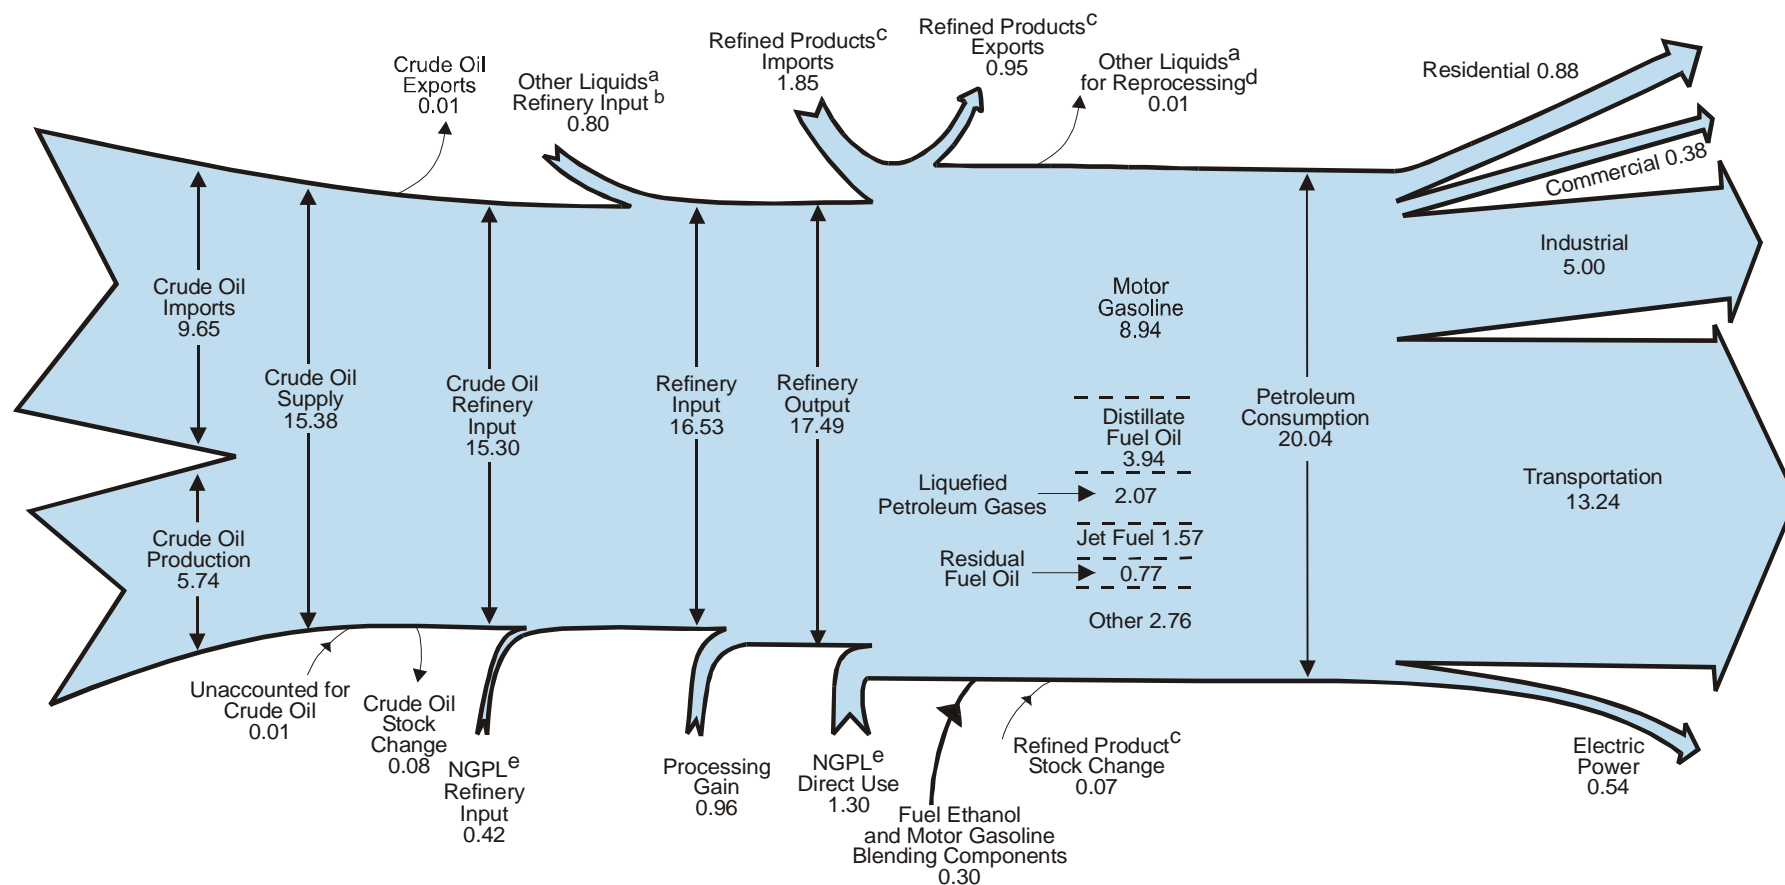 Crude Oil
Exports
0.01
Other Liquids a
Refinery Input b
0.80
Refined Products c
Imports
1.85
Refined Products c
Exports
0.95
Other Liquids a
for Reprocessing d
0.01
Residential 0.88
Commercial 0.38
Industrial
5.00
Crude Oil
Imports
9.65
Crude Oil
Supply
15.38
Crude Oil
Refinery
Input
15.30
Refinery
Input
16.53
Refinery
Output
17.49
Motor
Gasoline
8.94
Distillate
Fuel Oil
3.94
Liquefied
Petroleum Gases
2.07
Jet Fuel 1.57
Residual
Fuel Oil
0.77
Other 2.76
Petroleum
Consumption
20.04
Transportation
13.24
Crude Oil
Production
5.74
Unaccounted for
Crude Oil
0.01
Crude Oil
Stock
Change
0.08
NGPL e
Refinery
Input
0.42
Processing
Gain
0.96
NGPL e
Direct Use
1.30
Fuel Ethanol
and Motor Gasoline
Blending Components
0.30
Refined Product c
Stock Change
0.07
Electric
Power
0.54